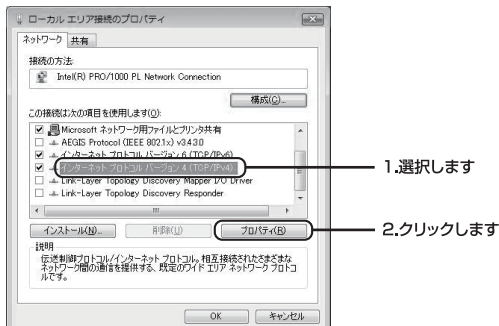 ローカル エリア接続のプロパティ
ネットワーク 共有
接続の方法:
Intel(R) PRO/1000 PL Network Connection
構成(C)...
この接続は次の項目を使用します(O):
Microsoft ネットワーク用ファイルとプリンタ共有
AEGIS Protocol (IEEE 802.1x) v3.4.3.0
インターネット プロトコル バージョン 6 (TCP/IPv6)
インターネット プロトコル バージョン 4 (TCP/IPv4)
1.選択します
Link-Layer Topology Discovery Mapper I/O Driver
Link-Layer Topology Discovery Responder
インストール(N)... 削除(U) プロパティ(R)
2.クリックします
説明
伝送制御プロトコル/インターネット プロトコル。相互接続されたさまざまな
ネットワーク間の通信を提供する、既定のワイド エリア ネットワーク プロトコ
ルです。
OK キャンセル